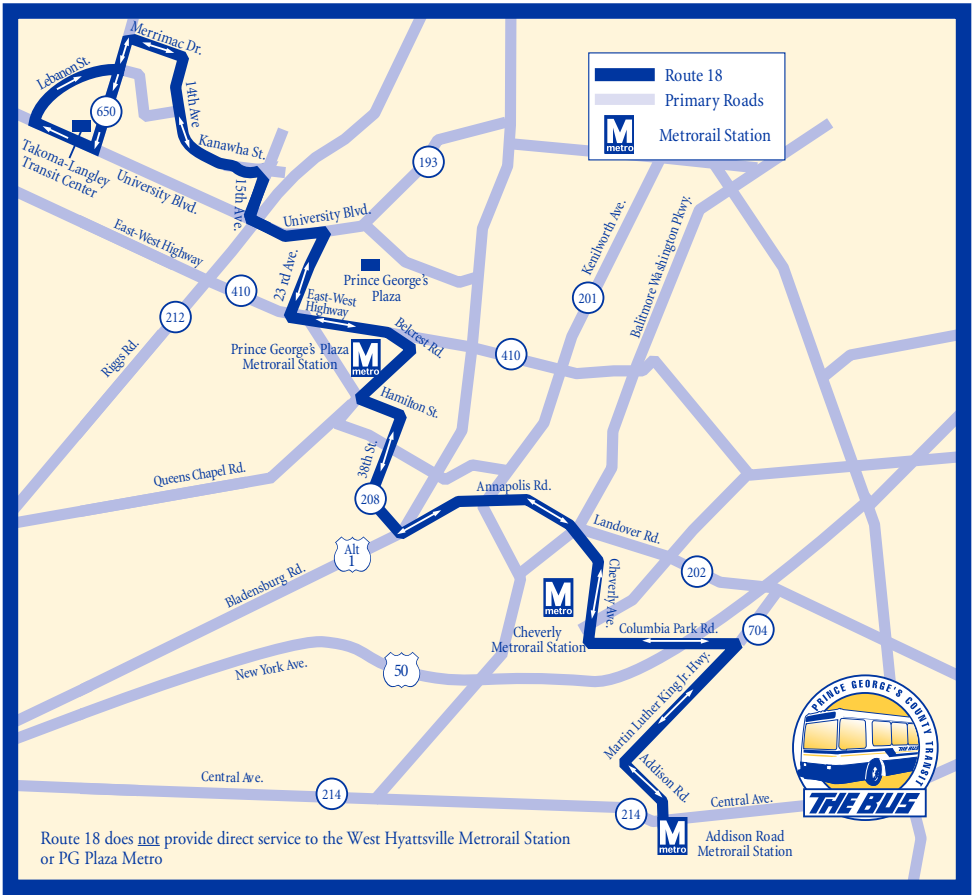 Merrimac Dr.
Lebanon St.
14th Ave
650
Kanawha St.
Takoma-Langley
Transit Center
University Blvd.
15th Ave.
University Blvd.
193
Route 18
Primary Roads
M
metro
Metrorail Station
East-West Highway
23 rd Ave.
Prince George's
Plaza
Kenilworth Ave.
Balitmore Washington Pkwy.
410
East-West
Highway
201
212
Riggs Rd.
Belcrest Rd.
410
Prince George's Plaza
Metrorail Station
M
metro
Hamilton St.
38th St.
Queens Chapel Rd.
208
Annapolis Rd.
Landover Rd.
Alt
1
Bladensburg Rd.
202
Cheverly Ave.
M
metro
Cheverly
Metrorail Station
Columbia Park Rd.
704
New York Ave.
50
Martin Luther King Jr. Hwy.
PRINCE GEORGE'S COUNTY TRANSIT
THE BUS
THE BUS
Central Ave.
214
Addison Rd.
214
Central Ave.
M
metro
Addison Road
Metrorail Station
Route 18 does not provide direct service to the West Hyattsville Metrorail Station
or PG Plaza Metro